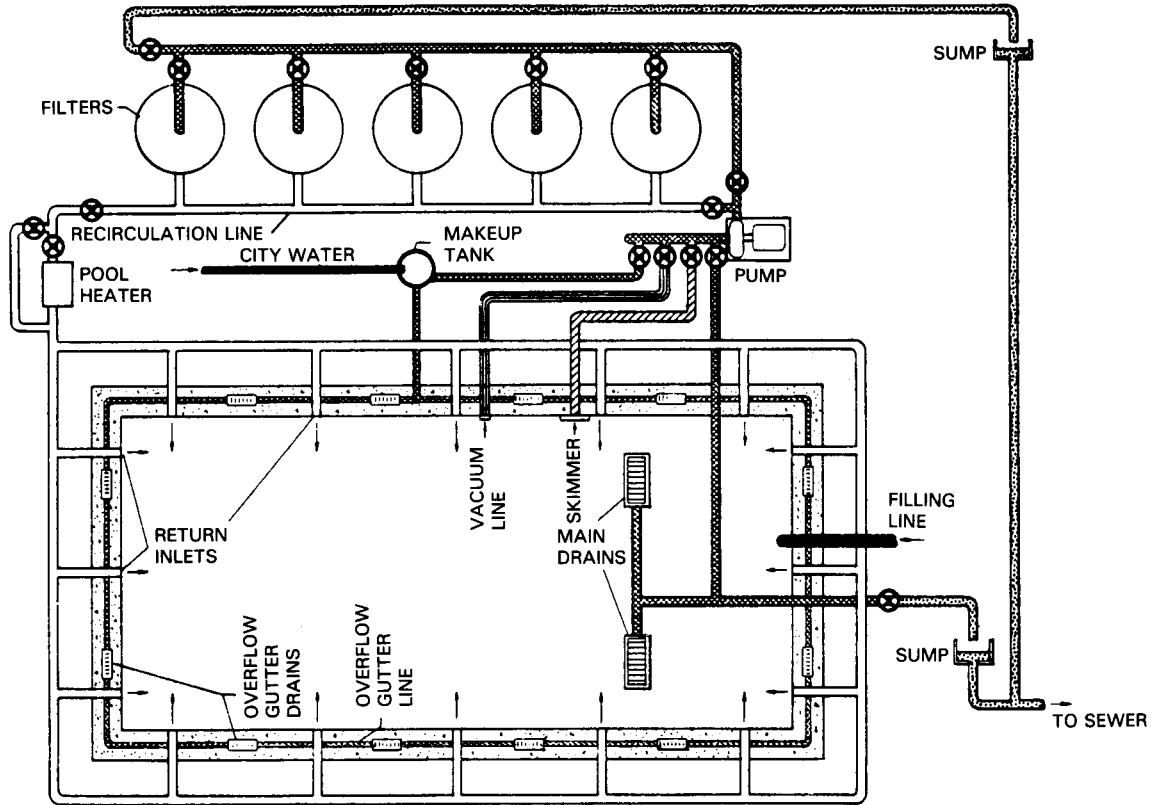 SUMP
FILTERS
RECIRCULATION LINE
MAKEUP
TANK
CITY WATER
POOL
HEATER
PUMP
VACUUM
LINE
SKIMMER
FILLING
LINE
RETURN
INLETS
MAIN
DRAINS
OVERFLOW
GUTTER
DRAINS
OVERFLOW
GUTTER
LINE
SUMP
TO SEWER